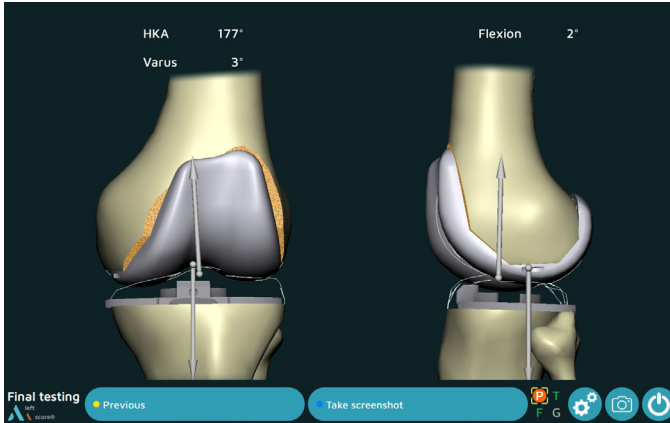 HKA 177°
Flexion 2°
Varus 3°
Final testing
left
score®
Previous
Take screenshot
P T
F G